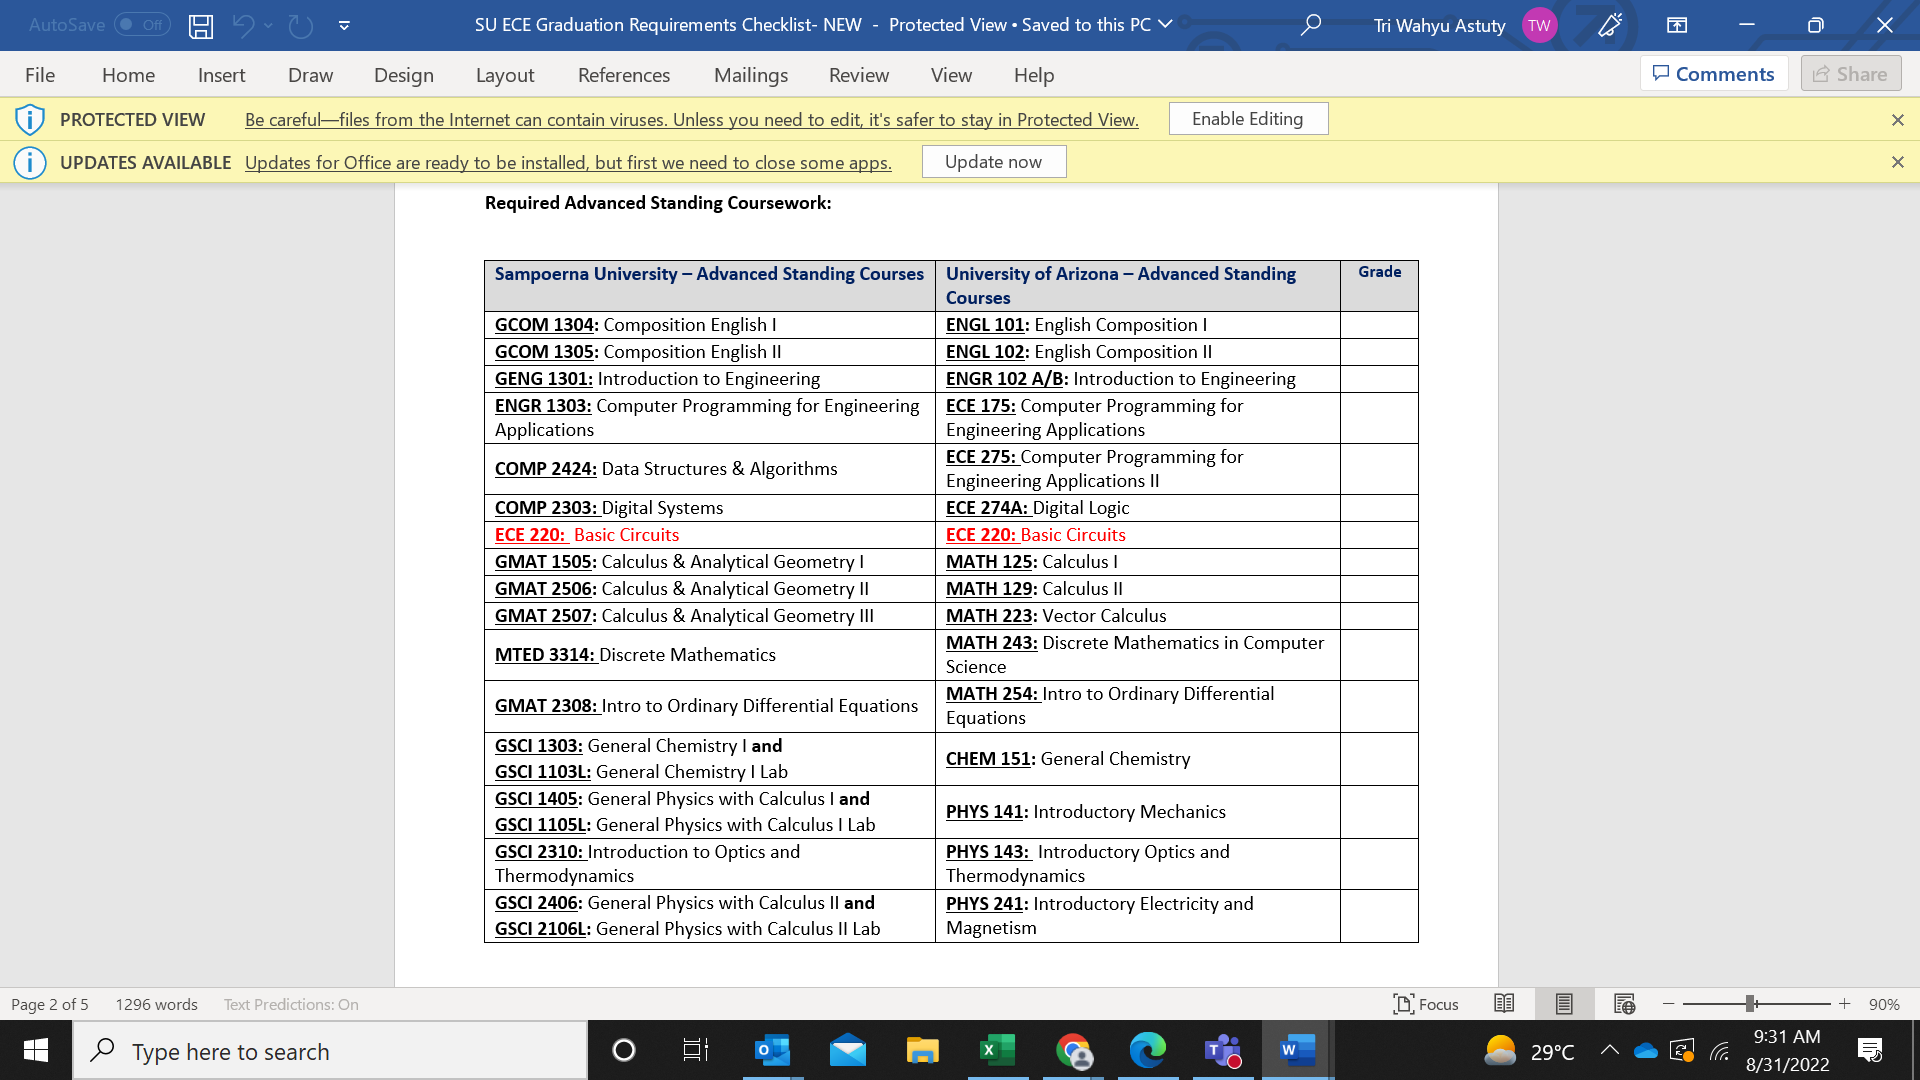 AutoSave Off SU ECE Graduation Requirements Checklist- NEW - Protected View • Saved to this PC Tri Wahyu Astuty TW
File Home Insert Draw Design Layout References Mailings Review View Help Comments Share
PROTECTED VIEW Be careful—files from the Internet can contain viruses. Unless you need to edit, it's safer to stay in Protected View. Enable Editing
UPDATES AVAILABLE Updates for Office are ready to be installed, but first we need to close some apps. Update now
Required Advanced Standing Coursework:
Sampoerna University – Advanced Standing Courses
University of Arizona – Advanced Standing
Courses
Grade
GCOM 1304: Composition English I
ENGL 101: English Composition I
GCOM 1305: Composition English II
ENGL 102: English Composition II
GENG 1301: Introduction to Engineering
ENGR 102 A/B: Introduction to Engineering
ENGR 1303: Computer Programming for Engineering
Applications
ECE 175: Computer Programming for
Engineering Applications
COMP 2424: Data Structures & Algorithms
ECE 275: Computer Programming for
Engineering Applications II
COMP 2303: Digital Systems
ECE 274A: Digital Logic
ECE 220: Basic Circuits
ECE 220: Basic Circuits
GMAT 1505: Calculus & Analytical Geometry I
MATH 125: Calculus I
GMAT 2506: Calculus & Analytical Geometry II
MATH 129: Calculus II
GMAT 2507: Calculus & Analytical Geometry III
MATH 223: Vector Calculus
MTED 3314: Discrete Mathematics
MATH 243: Discrete Mathematics in Computer
Science
GMAT 2308: Intro to Ordinary Differential Equations
MATH 254: Intro to Ordinary Differential
Equations
GSCI 1303: General Chemistry I and
GSCI 1103L: General Chemistry I Lab
CHEM 151: General Chemistry
GSCI 1405: General Physics with Calculus I and
GSCI 1105L: General Physics with Calculus I Lab
PHYS 141: Introductory Mechanics
GSCI 2310: Introduction to Optics and
Thermodynamics
PHYS 143: Introductory Optics and
Thermodynamics
GSCI 2406: General Physics with Calculus II and
GSCI 2106L: General Physics with Calculus II Lab
PHYS 241: Introductory Electricity and
Magnetism
Page 2 of 5 1296 words Text Predictions: On Focus 90%
Type here to search
29°C
9:31 AM
8/31/2022